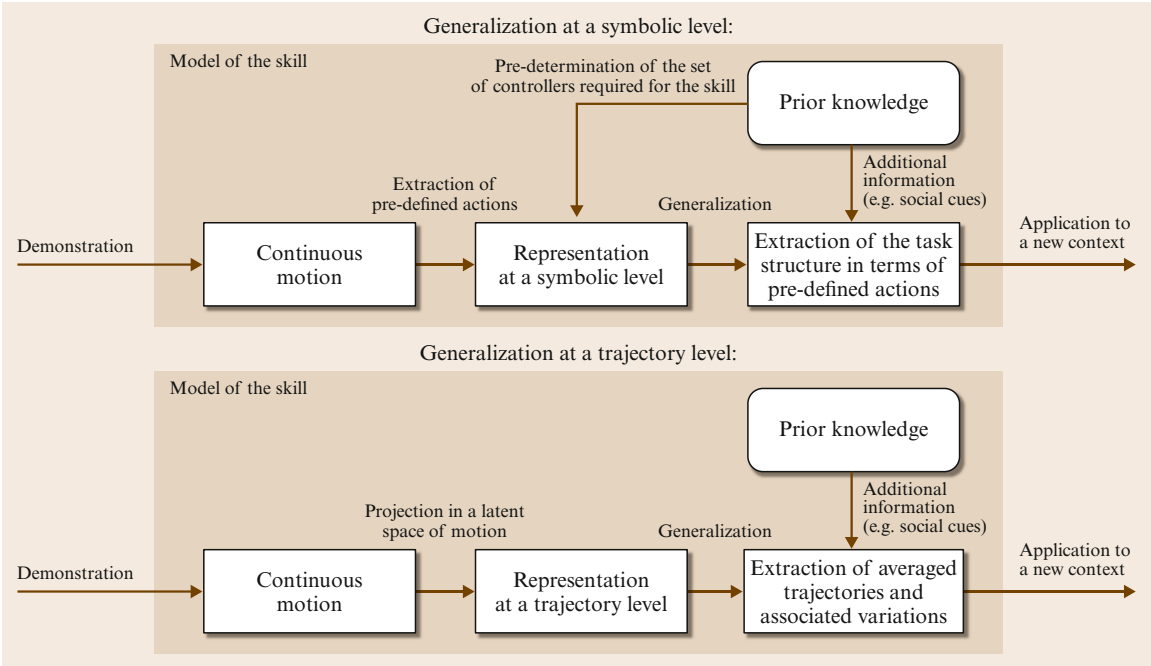 Generalization at a symbolic level:
Model of the skill
Pre-determination of the set
of controllers required for the skill
Prior knowledge
Additional
information
(e.g. social cues)
Extraction of
pre-defined actions
Generalization
Demonstration
Continuous
motion
Representation
at a symbolic level
Extraction of the task
structure in terms of
pre-defined actions
Application to
a new context
Generalization at a trajectory level:
Model of the skill
Prior knowledge
Additional
information
(e.g. social cues)
Projection in a latent
space of motion
Generalization
Demonstration
Continuous
motion
Representation
at a trajectory level
Extraction of averaged
trajectories and
associated variations
Application to
a new context